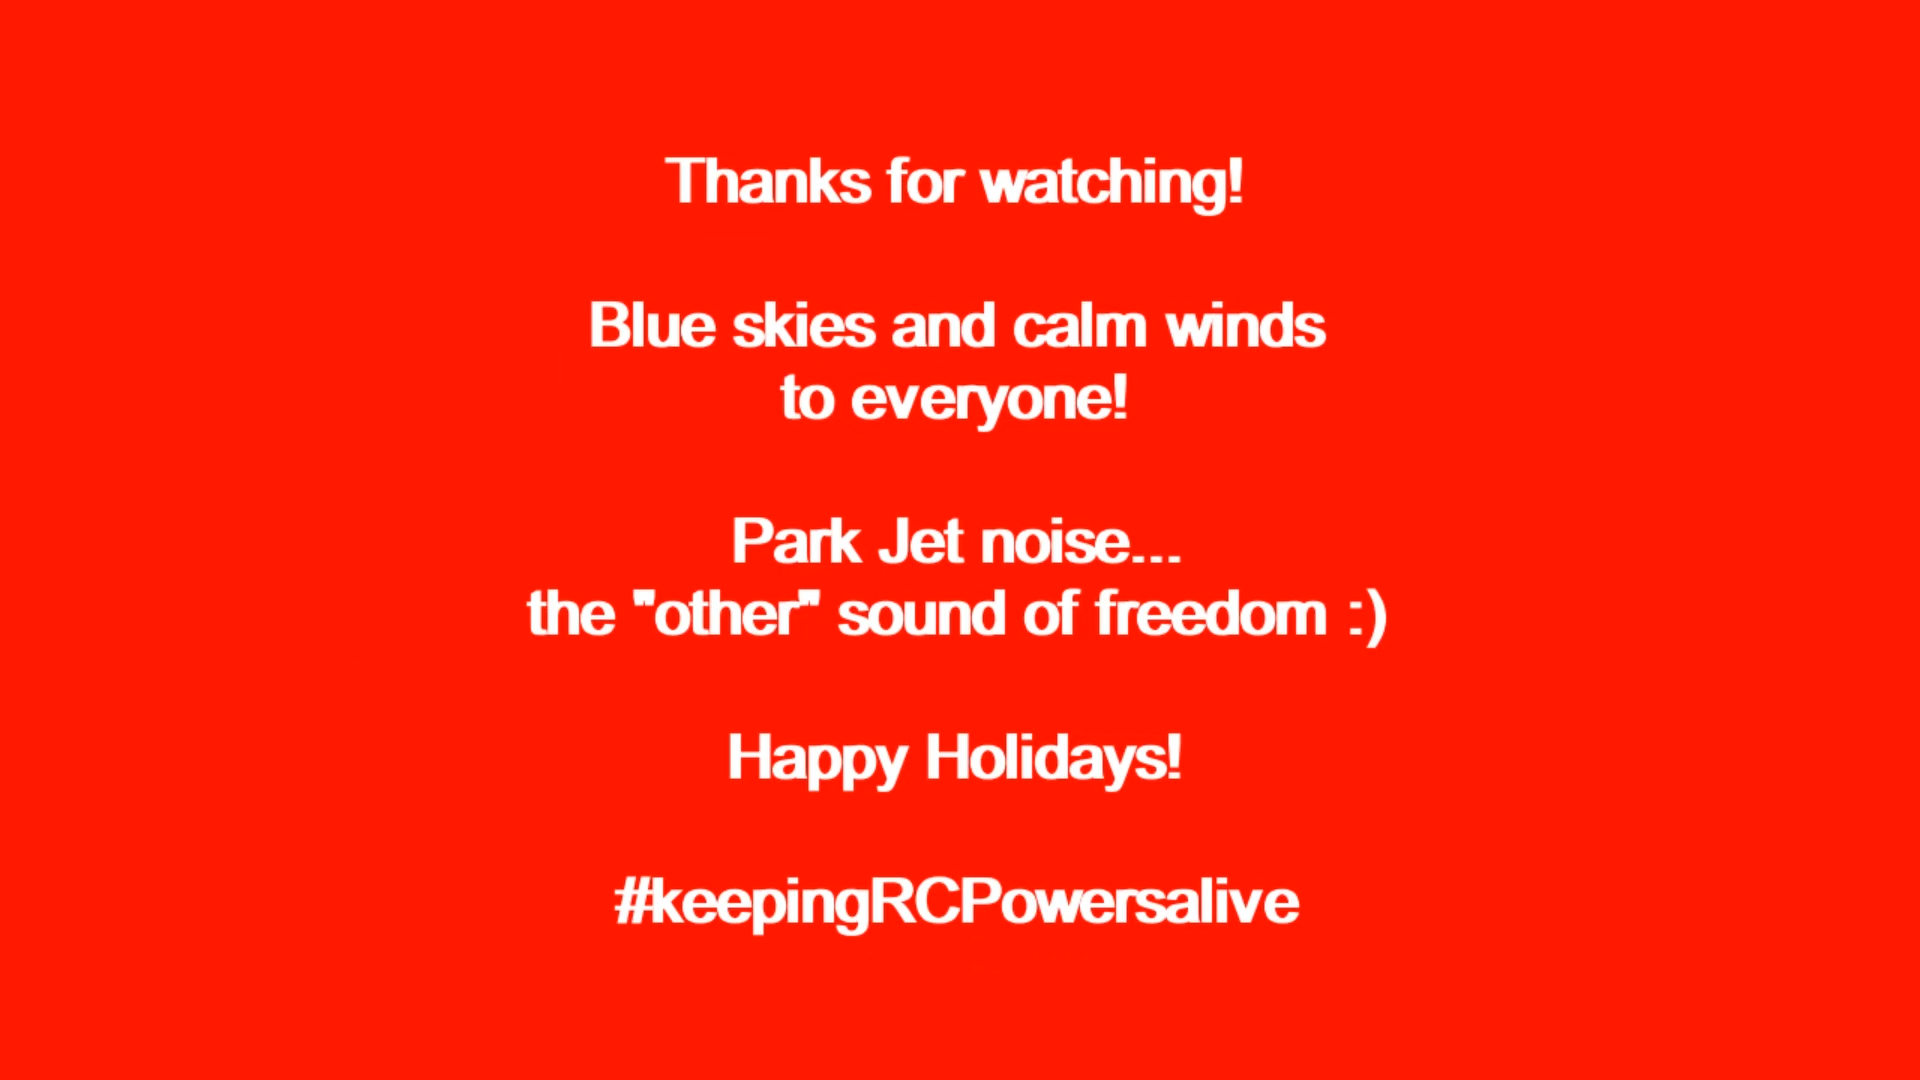 Thanks for watching!
Blue skies and calm winds
to everyone!
Park Jet noise...
the "other" sound of freedom :)
Happy Holidays!
#keepingRCPowersalive